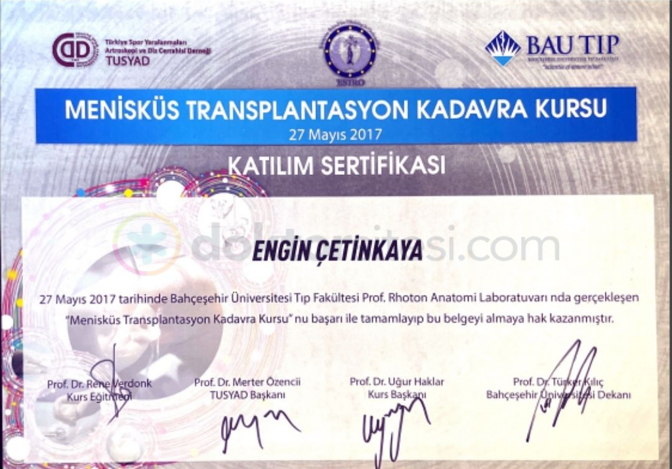 Türkiye Spor Yaralanmaları
Artroskopi ve Diz Cerrahisi Derneği
TUSYAD
BAU TIP
MENİSKÜS TRANSPLANTASYON KADAVRA KURSU
27 Mayıs 2017
KATILIM SERTİFİKASI
doktorsitesi.com
ENGİN ÇETİNKAYA
27 Mayıs 2017 tarihinde Bahçeşehir Üniversitesi Tıp Fakültesi Prof. Rhoton Anatomi Laboratuvarı nda gerçekleşen
"Menisküs Transplantasyon Kadavra Kursu" nu başarı ile tamamlayıp bu belgeyi almaya hak kazanmıştır.
Prof. Dr. Rene Verdonk
Kurs Eğitmeni
Prof. Dr. Merter Özencii
TUSYAD Başkanı
Prof. Dr. Uğur Haklar
Kurs Başkanı
Prof. Dr. Türker Kılıç
Bahçeşehir Üniversitesi Dekanı